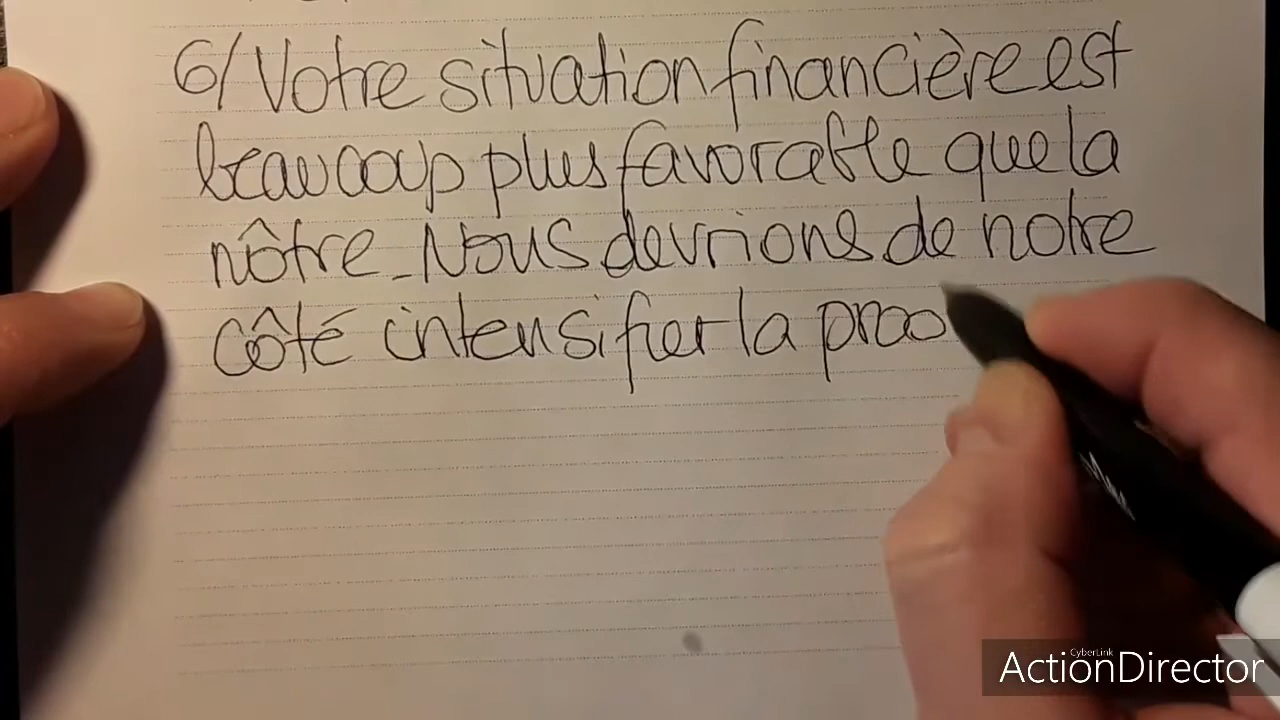 6/ Votre situation financière est
beaucoup plus favorable que la
nôtre. Nous devrions de notre
côté intensifier la proo
CyberLink
ActionDirector